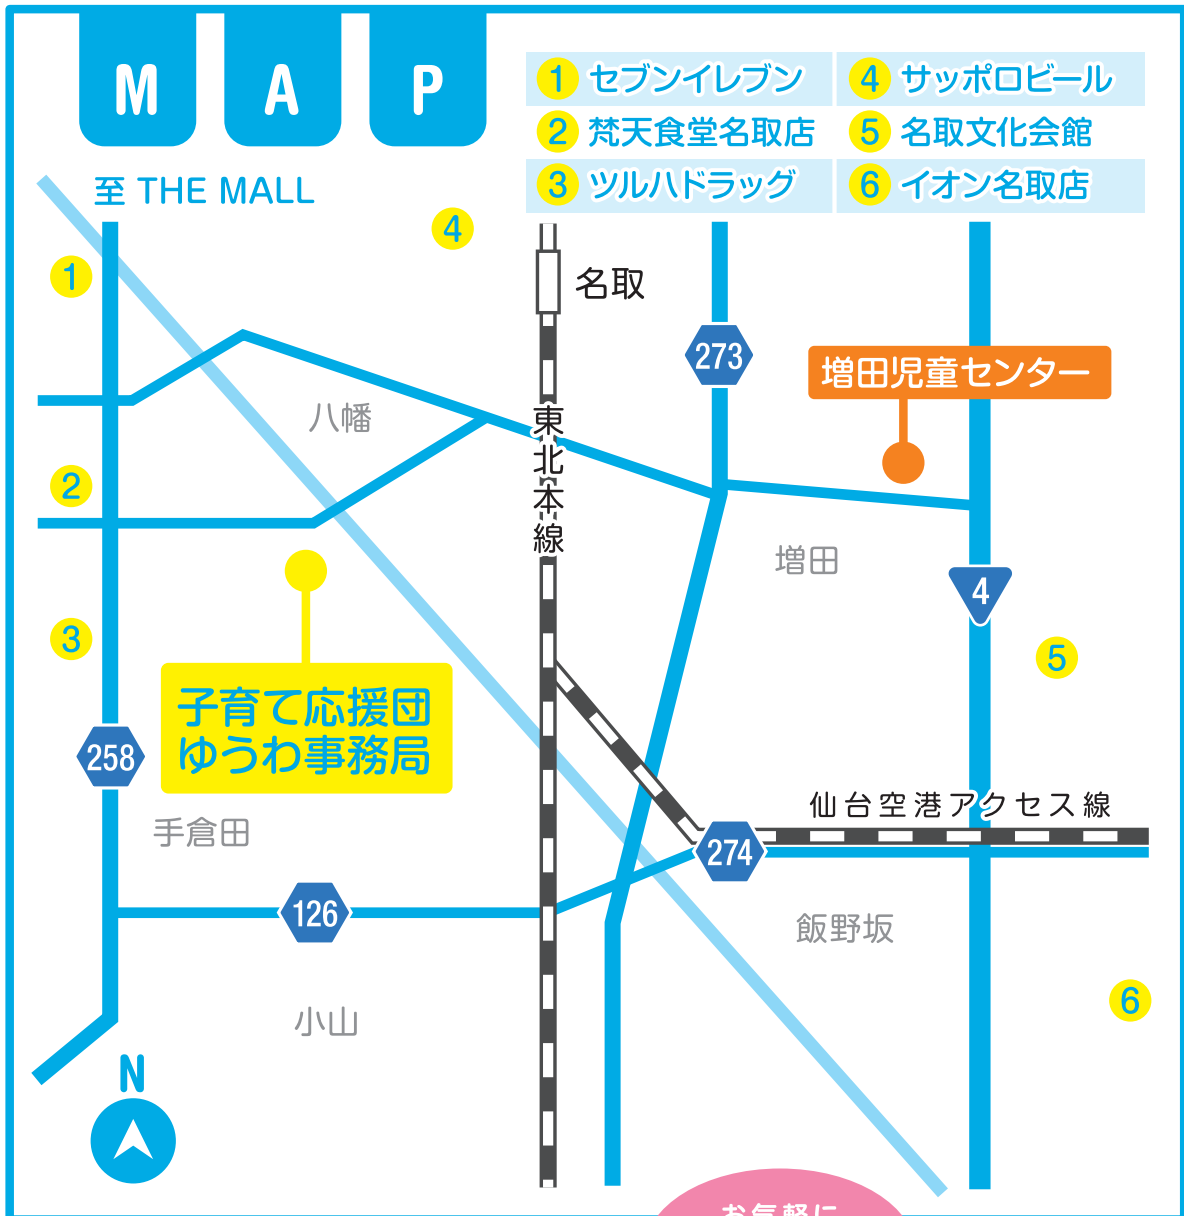 MAP
1 セブンイレブン
4 サッポロビール
2 梵天食堂名取店
5 名取文化会館
3 ツルハドラッグ
6 イオン名取店
至 THE MALL
4
1
名取
273
増田児童センター
八幡
東北本線
2
増田
4
3
5
子育て応援団
ゆうわ事務局
258
仙台空港アクセス線
手倉田
274
126
飯野坂
6
小山
N
お気軽に